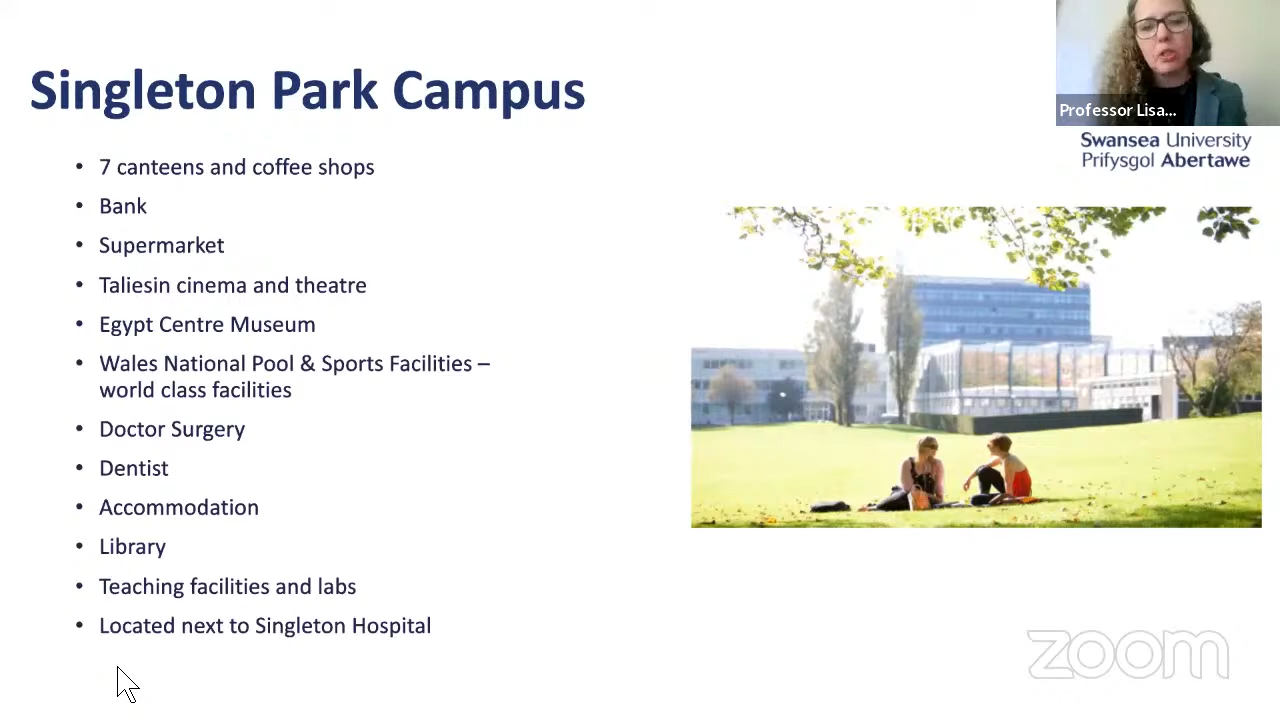 Singleton Park Campus
• 7 canteens and coffee shops
• Bank
• Supermarket
• Taliesin cinema and theatre
• Egypt Centre Museum
• Wales National Pool & Sports Facilities –
world class facilities
• Doctor Surgery
• Dentist
• Accommodation
• Library
• Teaching facilities and labs
• Located next to Singleton Hospital
Professor Lisa...
Swansea University
Prifysgol Abertawe
zoom